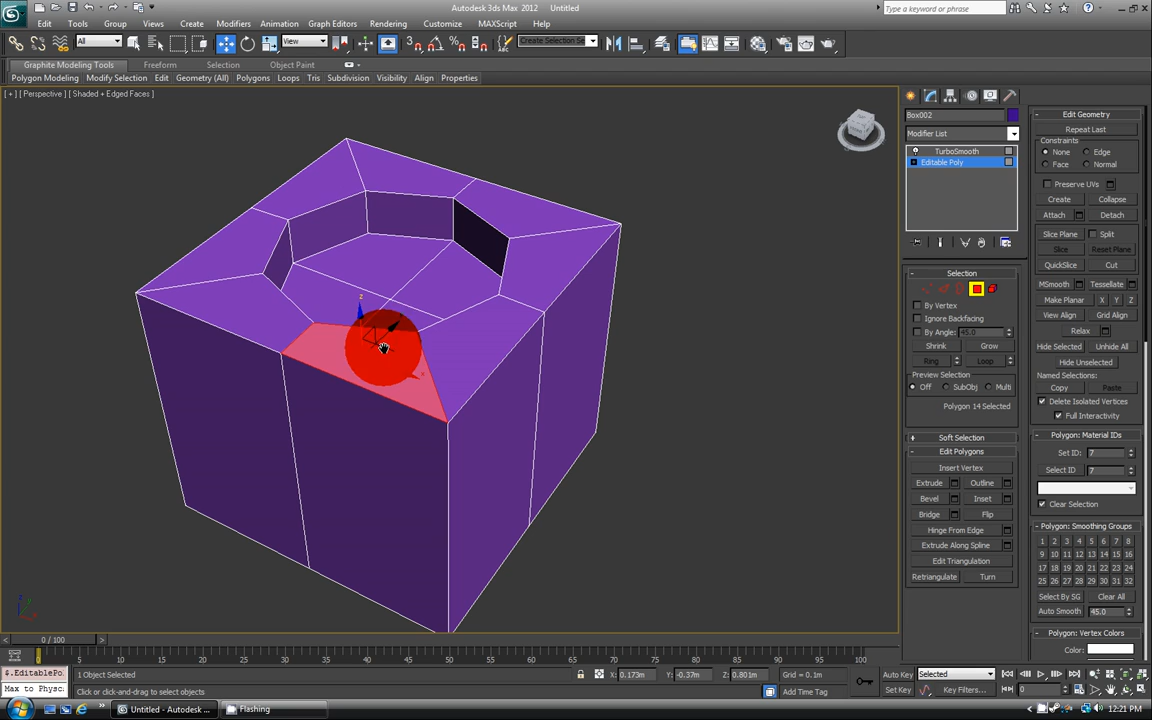 Autodesk 3ds Max 2012    Untitled
Type a keyword or phrase
Edit Tools Group Views Create Modifiers Animation Graph Editors Rendering Customize MAXScript Help
All View Create Selection Se
Graphite Modeling Tools Freeform Selection Object Paint
Polygon Modeling Modify Selection Edit Geometry (All) Polygons Loops Tris Subdivision Visibility Align Properties
[ + ] [ Perspective ] [ Shaded + Edged Faces ]
Box002
Modifier List
TurboSmooth
Editable Poly
Selection
By Vertex
Ignore Backfacing
By Angle: 45.0
Shrink Grow
Ring Loop
Preview Selection
Off SubObj Multi
Polygon 14 Selected
Soft Selection
Edit Polygons
Insert Vertex
Extrude Outline
Bevel Inset
Bridge Flip
Hinge From Edge
Extrude Along Spline
Edit Triangulation
Retriangulate Turn
Edit Geometry
Repeat Last
Constraints
None Edge
Face Normal
Preserve UVs
Create Collapse
Attach Detach
Slice Plane Split
Slice Reset Plane
QuickSlice Cut
MSmooth Tessellate
Make Planar X Y Z
View Align Grid Align
Relax
Hide Selected Unhide All
Hide Unselected
Named Selections:
Copy Paste
Delete Isolated Vertices
Full Interactivity
Polygon: Material IDs
Set ID: 7
Select ID 7
Clear Selection
Polygon: Smoothing Groups
1 2 3 4 5 6 7 8
9 10 11 12 13 14 15 16
17 18 19 20 21 22 23 24
25 26 27 28 29 30 31 32
Select By SG Clear All
Auto Smooth 45.0
Polygon: Vertex Colors
Color:
z
0 / 100
0 5 10 15 20 25 30 35 40 45 50 55 60 65 70 75 80 85 90 95 100
$.EditablePo. 1 Object Selected X: 0.173m Y: -0.37m Z: 0.801m Grid = 0.1m Auto Key Selected
Max to Physc: Click or click-and-drag to select objects Add Time Tag Set Key Key Filters... 0
Untitled - Autodesk ... Flashing 12:21 PM